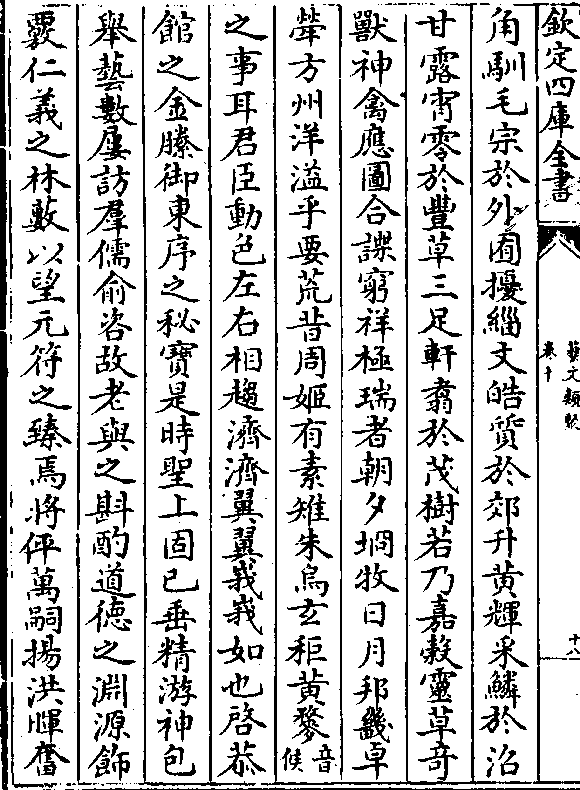 欽定四庫全書
藝文類聚
卷十
十八
角馴毛宗於外囿擾緇文皓質於郊升黄輝采鱗於沼
甘露宵零於豐草三足軒翥於茂樹若乃嘉穀靈草奇
獸神禽應圖合諜窮祥極瑞者朝夕坰牧日月邦畿卓
犖方州洋溢乎要荒昔周姬有素雉朱烏玄秬黄䴰音侯
之事耳君臣動色左右相趨濟濟翼翼峩峩如也啓恭
館之金縢御東序之秘寶是時聖上固已垂精游神包
舉藝數屢訪羣儒俞咨故老與之斟酌道德之淵源飾
覈仁義之林藪以望元符之臻焉將伻萬嗣揚洪暉奮